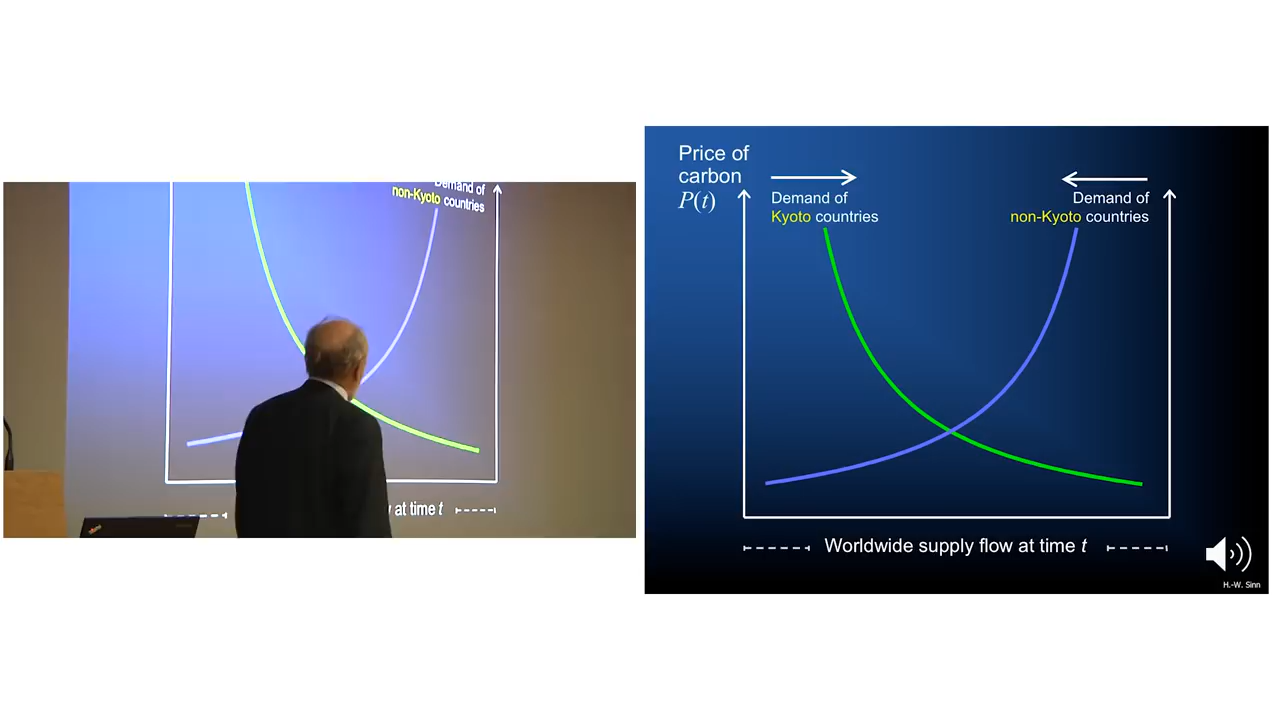 Demand of
non-Kyoto countries
at time t
Price of
carbon
P(t)
Demand of
Kyoto countries
Demand of
non-Kyoto countries
Worldwide supply flow at time t
H.-W. Sinn